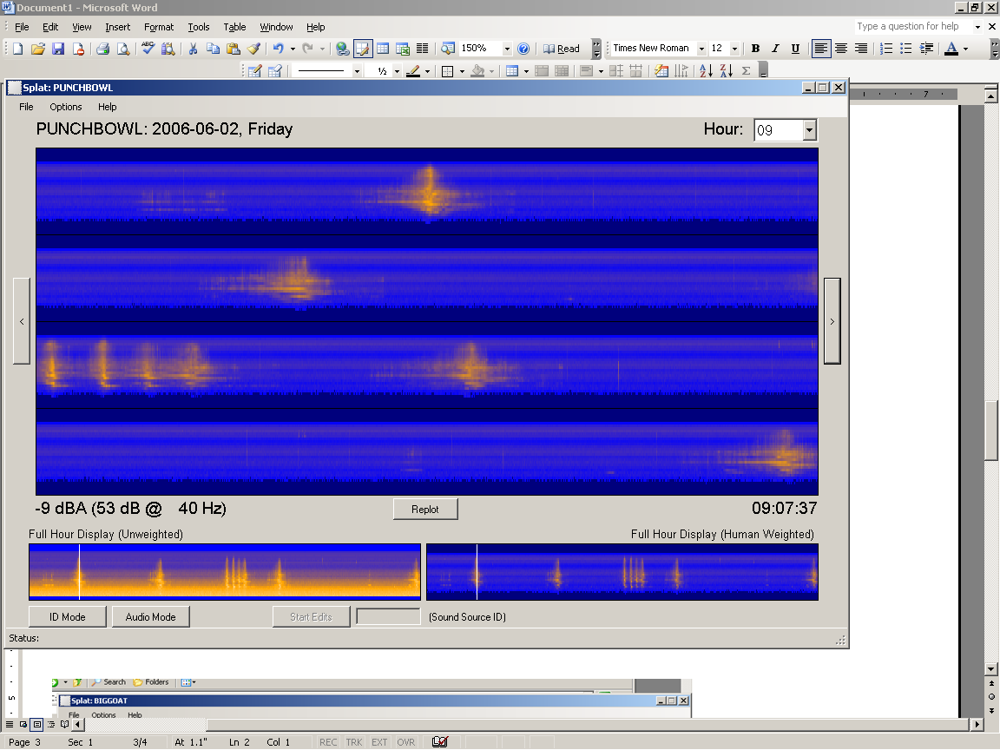 Document1 - Microsoft Word
File Edit View Insert Format Tools Table Window Help
Type a question for help
150%
Read
Times New Roman
12
B I U
A
½
Splat: PUNCHBOWL
7
File Options Help
PUNCHBOWL: 2006-06-02, Friday
Hour: 09
<
>
-9 dBA (53 dB @ 40 Hz)
Replot
09:07:37
Full Hour Display (Unweighted)
Full Hour Display (Human Weighted)
ID Mode
Audio Mode
Start Edits
(Sound Source ID)
Status:
Search Folders
5
Splat: BIGGOAT
File Options Help
Page 3 Sec 1 3/4 At 1.1" Ln 2 Col 1 REC TRK EXT OVR